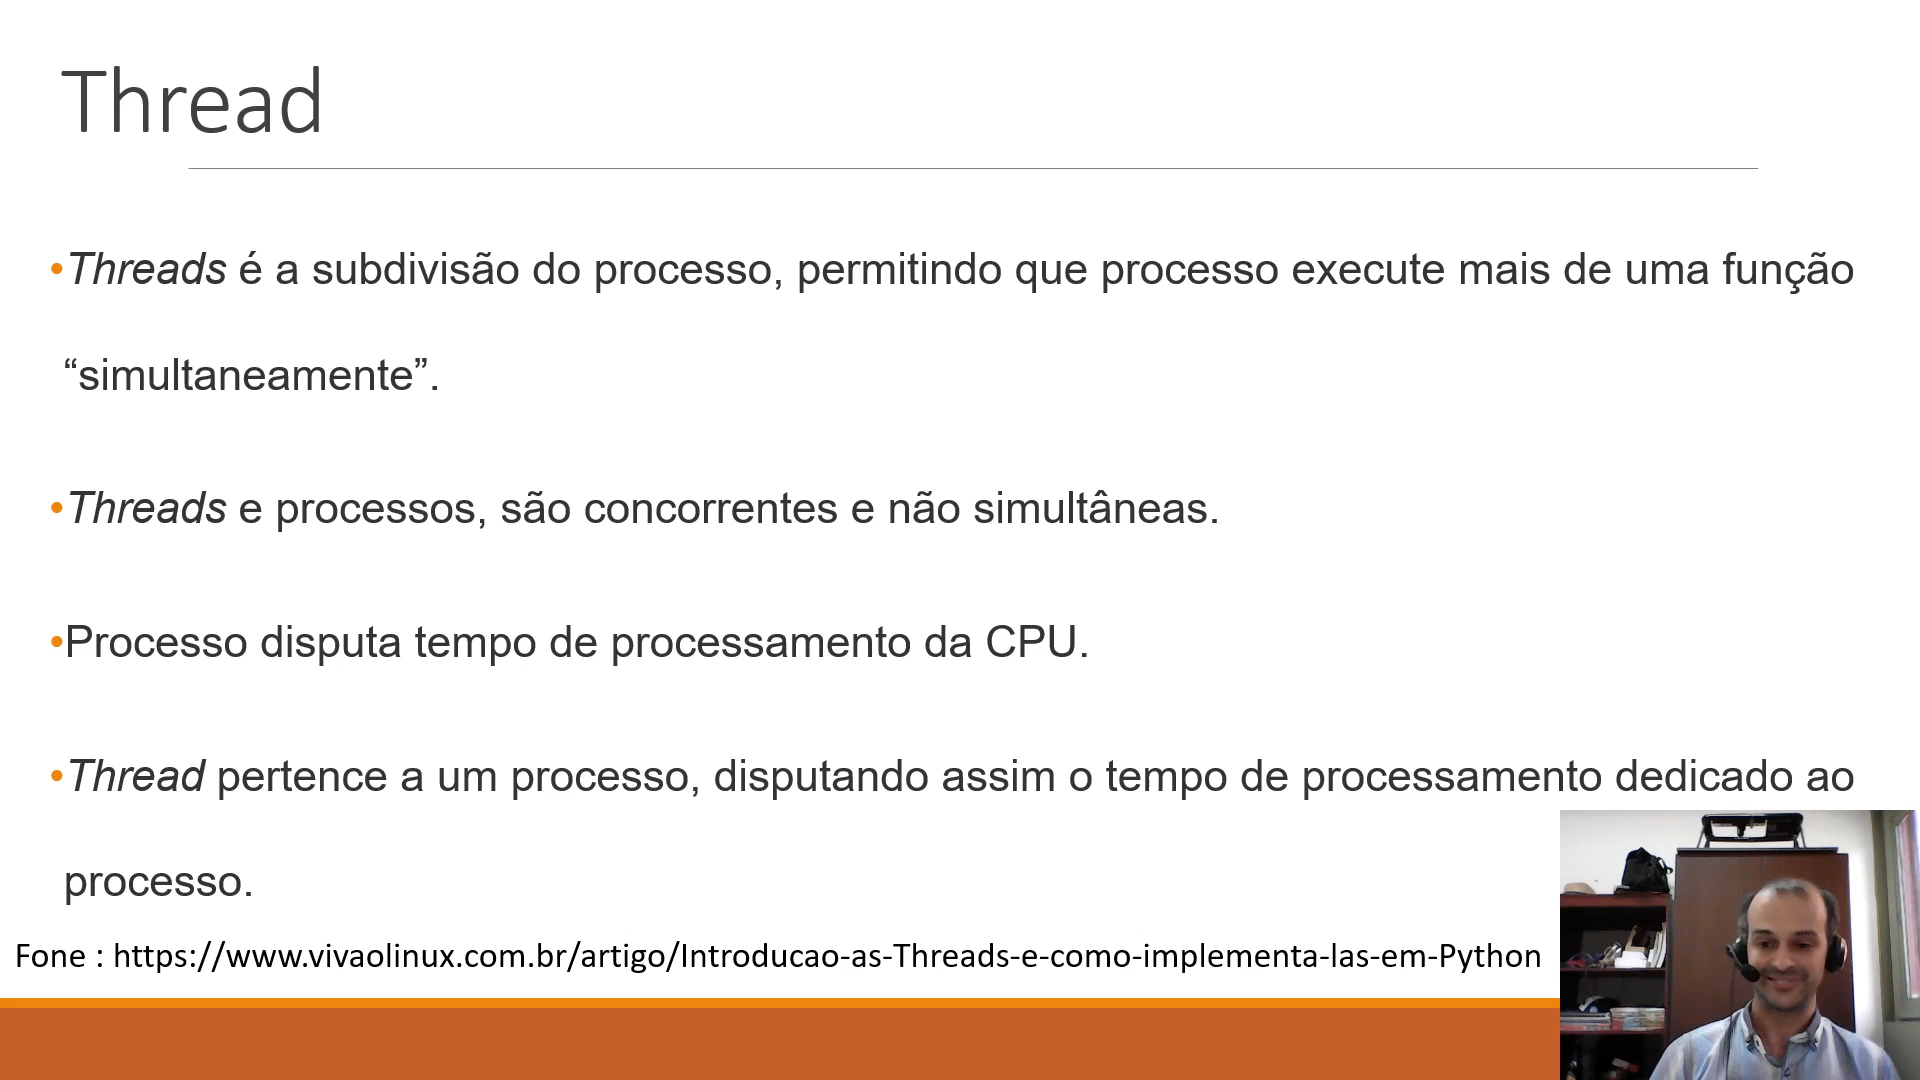 Thread
•Threads é a subdivisão do processo, permitindo que processo execute mais de uma função
“simultaneamente”.
•Threads e processos, são concorrentes e não simultâneas.
•Processo disputa tempo de processamento da CPU.
•Thread pertence a um processo, disputando assim o tempo de processamento dedicado ao
processo.
Fone : https://www.vivaolinux.com.br/artigo/Introducao-as-Threads-e-como-implementa-las-em-Python